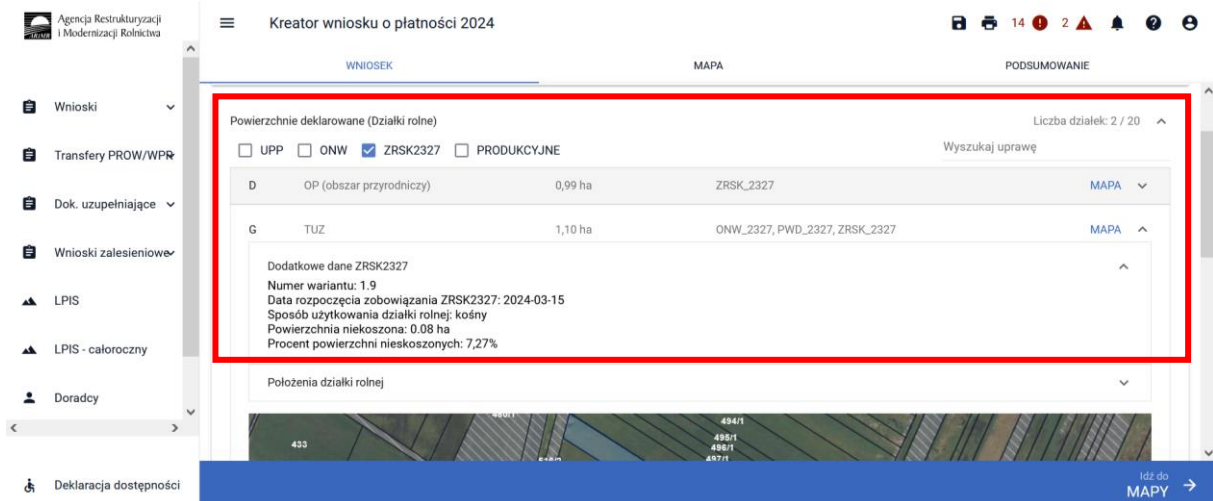 Agencja Restrukturyzacji
i Modernizacji Rolnictwa
ARiMR
Kreator wniosku o płatności 2024
14
2
WNIOSEK
MAPA
PODSUMOWANIE
Wnioski
Transfery PROW/WPR
Dok. uzupełniające
Wnioski zalesieniowe
LPIS
LPIS - całoroczny
Doradcy
Deklaracja dostępności
Powierzchnie deklarowane (Działki rolne)
Liczba działek: 2 / 20
UPP ONW ZRSK2327 PRODUKCYJNE
Wyszukaj uprawę
D OP (obszar przyrodniczy) 0,99 ha ZRSK_2327 MAPA
G TUZ 1,10 ha ONW_2327, PWD_2327, ZRSK_2327 MAPA
Dodatkowe dane ZRSK2327
Numer wariantu: 1.9
Data rozpoczęcia zobowiązania ZRSK2327: 2024-03-15
Sposób użytkowania działki rolnej: kośny
Powierzchnia niekoszona: 0.08 ha
Procent powierzchni nieskoszonych: 7,27%
Położenia działki rolnej
494/1
433
495/1
496/1
497/1
Idź do
MAPY